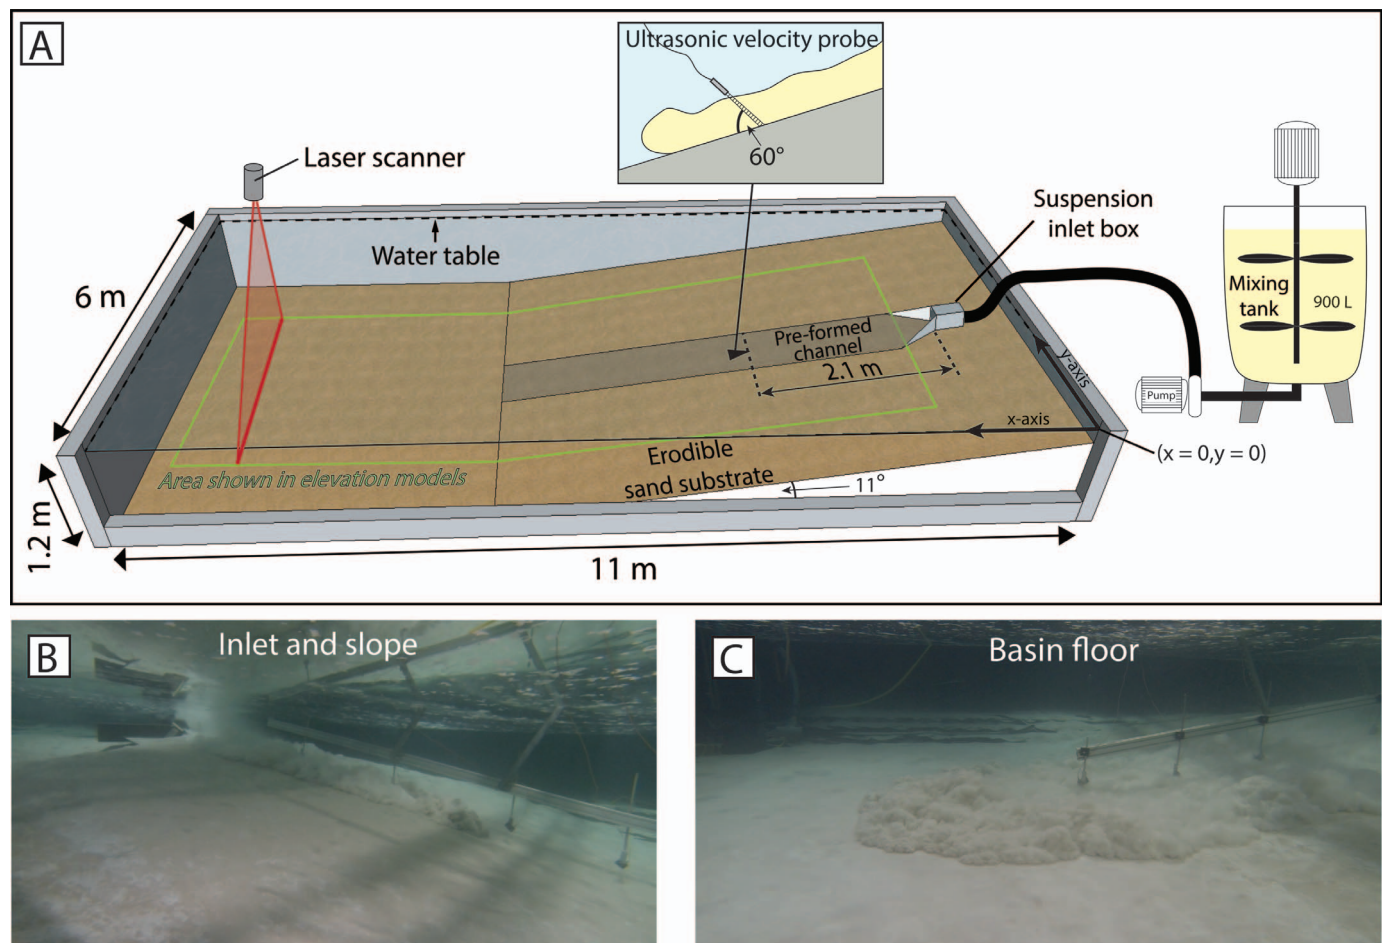 A
Ultrasonic velocity probe
60°
Laser scanner
Suspension
inlet box
Water table
6 m
Mixing
tank
900 L
Pre-formed
channel
2.1 m
y-axis
Pump
x-axis
(x = 0,y = 0)
Erodible
sand substrate
Area shown in elevation models
11°
1.2 m
11 m
B
Inlet and slope
C
Basin floor